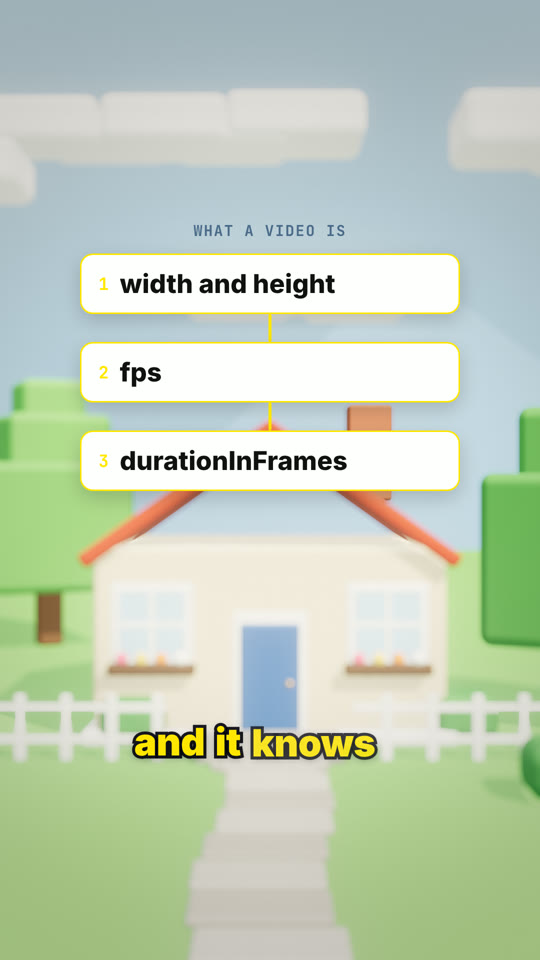 WHAT A VIDEO IS
1 width and height
2 fps
3 durationInFrames
and it knows